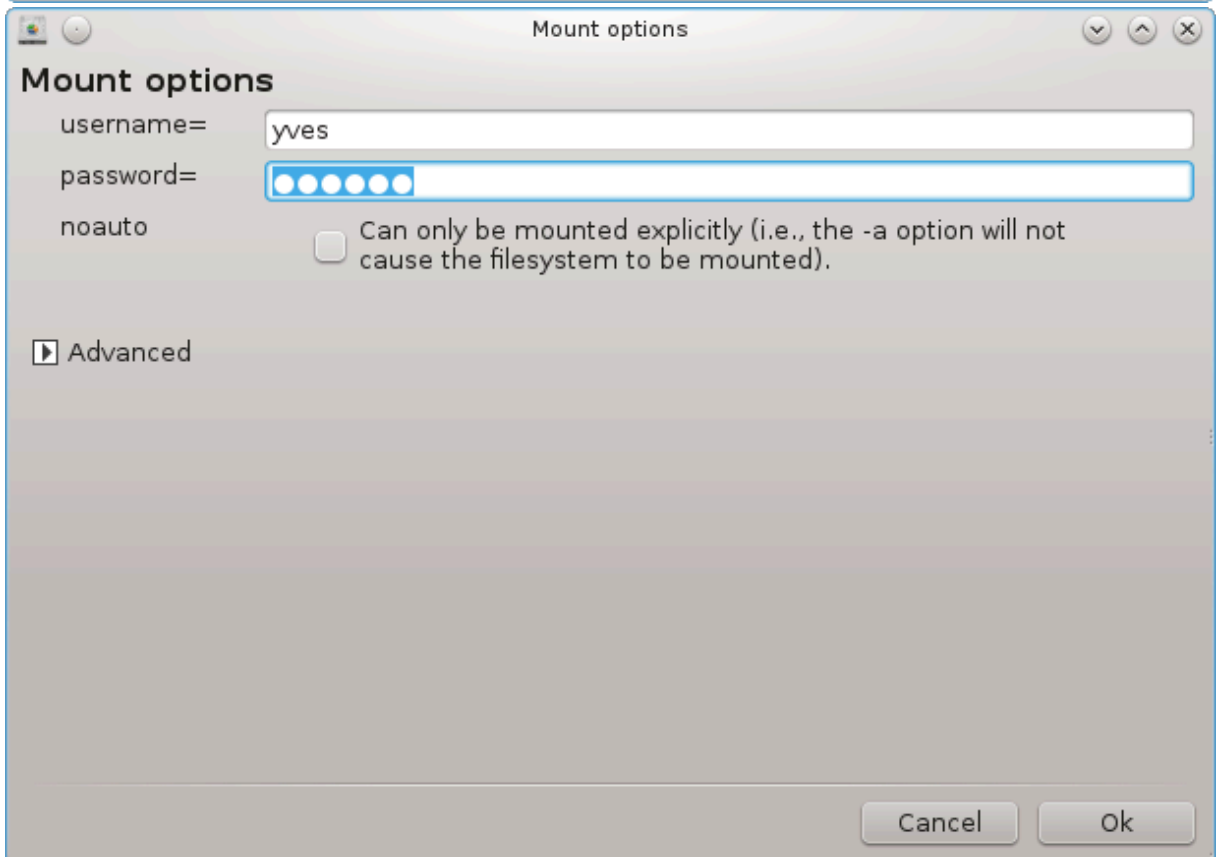 Mount options
Mount options
username=
yves
password=
●●●●●●
noauto
Can only be mounted explicitly (i.e., the -a option will not
cause the filesystem to be mounted).
Advanced
Cancel
Ok